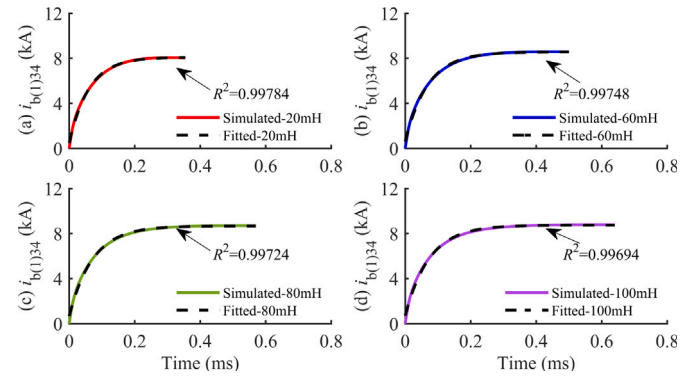 (a) i_b(1)34 (kA)
12
8
4
0
R²=0.99784
Simulated-20mH
Fitted-20mH
0 0.2 0.4 0.6 0.8
(b) i_b(1)34 (kA)
12
8
4
0
R²=0.99748
Simulated-60mH
Fitted-60mH
0 0.2 0.4 0.6 0.8
(c) i_b(1)34 (kA)
12
8
4
0
R²=0.99724
Simulated-80mH
Fitted-80mH
0 0.2 0.4 0.6 0.8
Time (ms)
(d) i_b(1)34 (kA)
12
8
4
0
R²=0.99694
Simulated-100mH
Fitted-100mH
0 0.2 0.4 0.6 0.8
Time (ms)